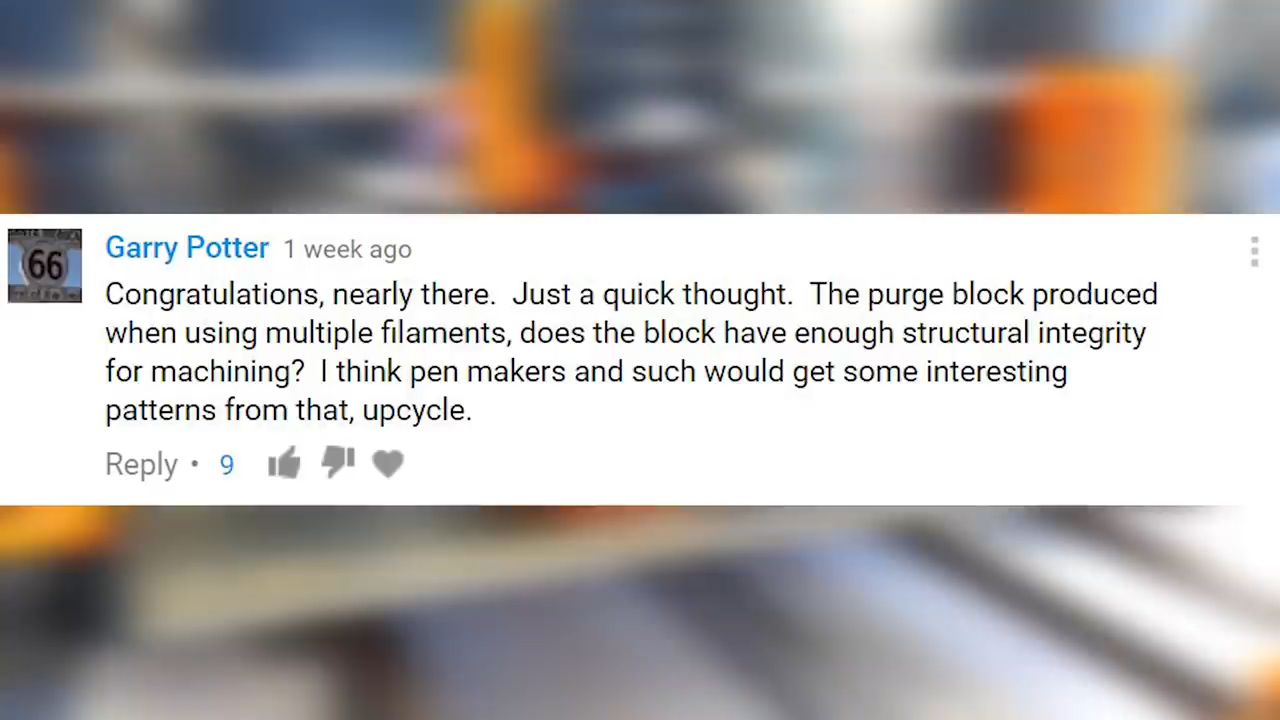 66
Garry Potter 1 week ago
Congratulations, nearly there.  Just a quick thought.  The purge block produced
when using multiple filaments, does the block have enough structural integrity
for machining?  I think pen makers and such would get some interesting
patterns from that, upcycle.
Reply • 9